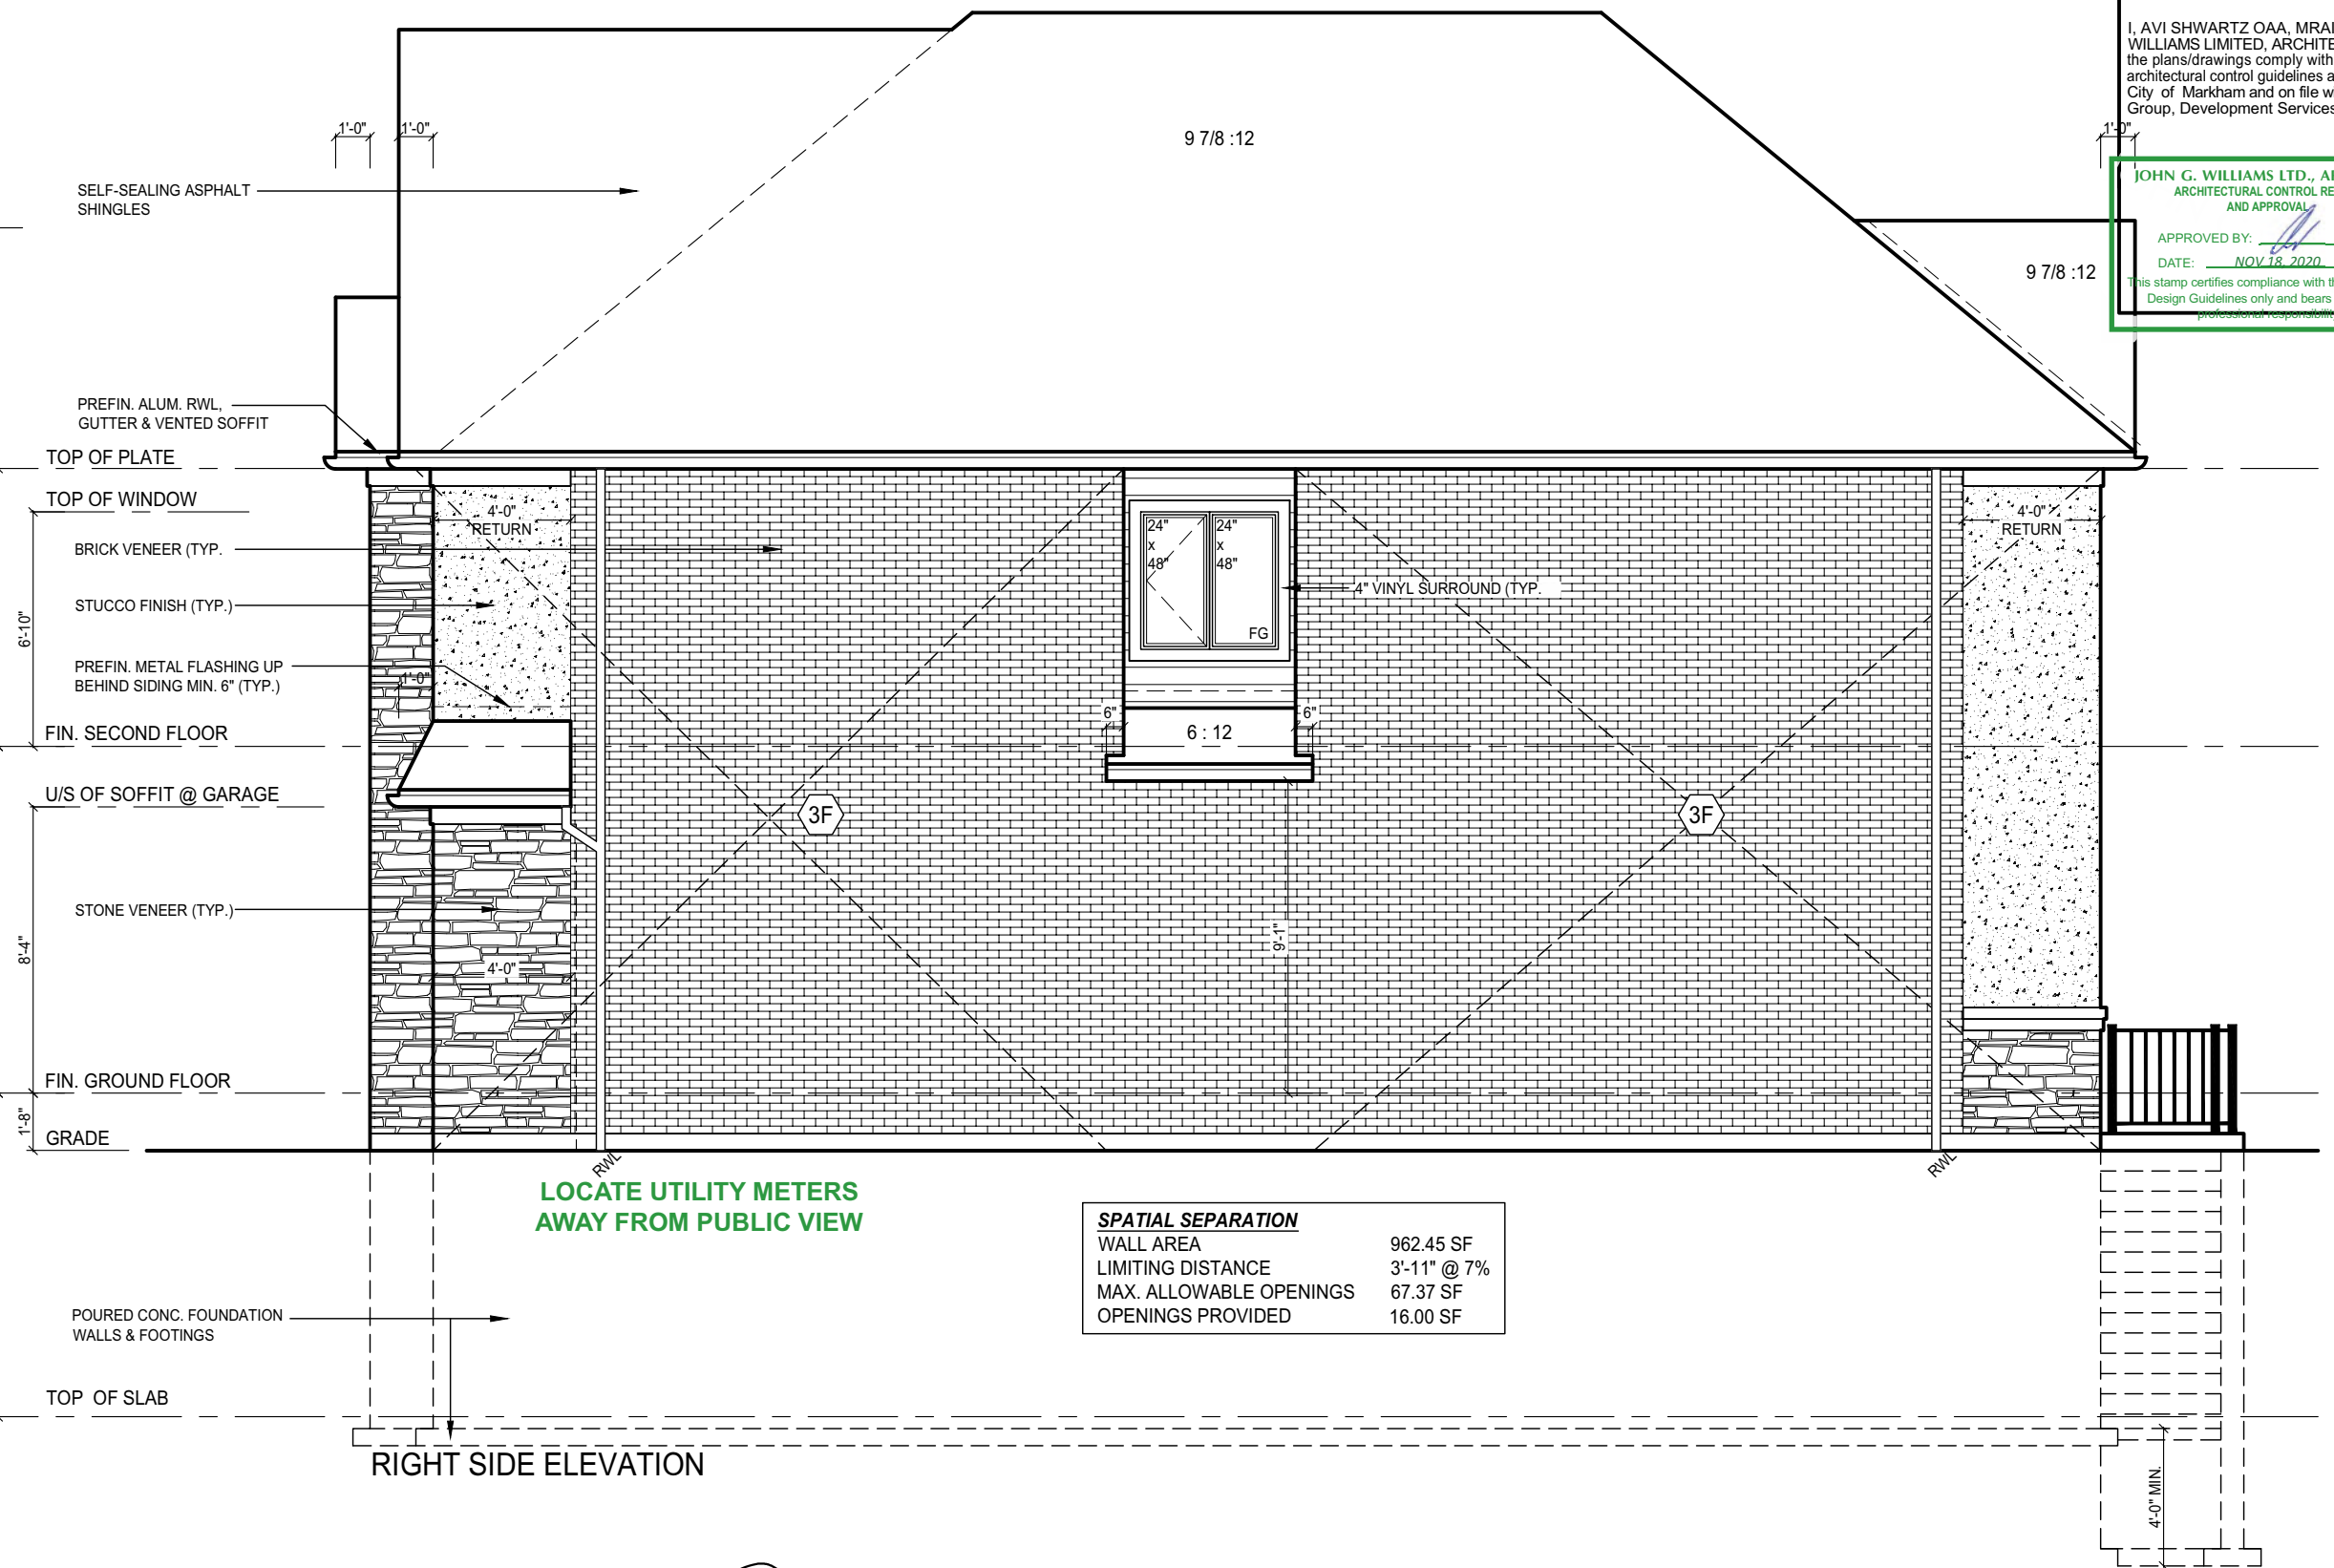 I, AVI SHWARTZ OAA, MRAI
WILLIAMS LIMITED, ARCHITE
the plans/drawings comply with
architectural control guidelines a
City of Markham and on file w
Group, Development Services
1'-0"
1'-0"
1'-0"
9 7/8 :12
JOHN G. WILLIAMS LTD., A
ARCHITECTURAL CONTROL RE
AND APPROVAL
APPROVED BY:
DATE: NOV 18, 2020
This stamp certifies compliance with th
Design Guidelines only and bears
professional responsibilit
SELF-SEALING ASPHALT
SHINGLES
9 7/8 :12
PREFIN. ALUM. RWL,
GUTTER & VENTED SOFFIT
TOP OF PLATE
TOP OF WINDOW
4'-0"
RETURN
24"
x
48"
24"
x
48"
4'-0"
RETURN
BRICK VENEER (TYP.
4" VINYL SURROUND (TYP.
STUCCO FINISH (TYP.)
6'-10"
FG
PREFIN. METAL FLASHING UP
BEHIND SIDING MIN. 6" (TYP.)
1'-0"
6"
6"
FIN. SECOND FLOOR
6 : 12
U/S OF SOFFIT @ GARAGE
3F
3F
STONE VENEER (TYP.)
8'-4"
9'-1"
4'-0"
FIN. GROUND FLOOR
1'-8"
GRADE
RWL
RWL
LOCATE UTILITY METERS
AWAY FROM PUBLIC VIEW
SPATIAL SEPARATION
WALL AREA 962.45 SF
LIMITING DISTANCE 3'-11" @ 7%
MAX. ALLOWABLE OPENINGS 67.37 SF
OPENINGS PROVIDED 16.00 SF
POURED CONC. FOUNDATION
WALLS & FOOTINGS
TOP OF SLAB
RIGHT SIDE ELEVATION
4'-0" MIN.